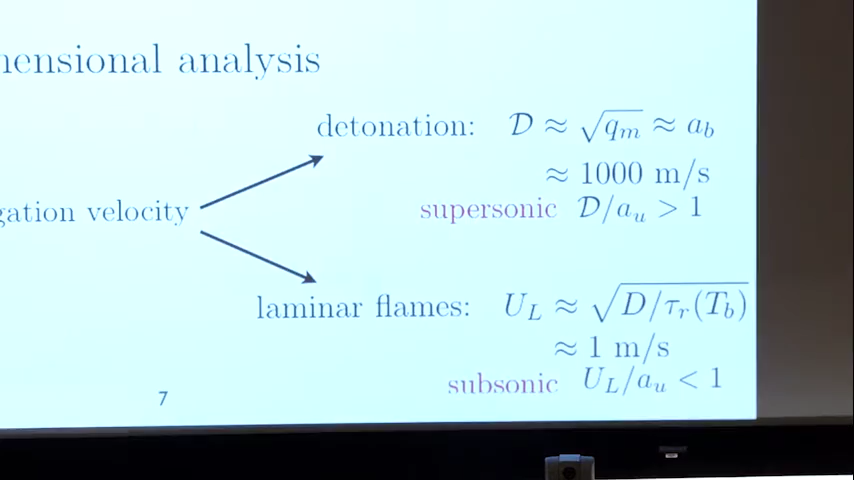 mensional analysis
detonation: 𝒟 ≈ √q_m ≈ a_b
≈ 1000 m/s
supersonic 𝒟/a_u > 1
gation velocity
laminar flames: U_L ≈ √D/τ_r(T_b)
≈ 1 m/s
subsonic U_L/a_u < 1
7